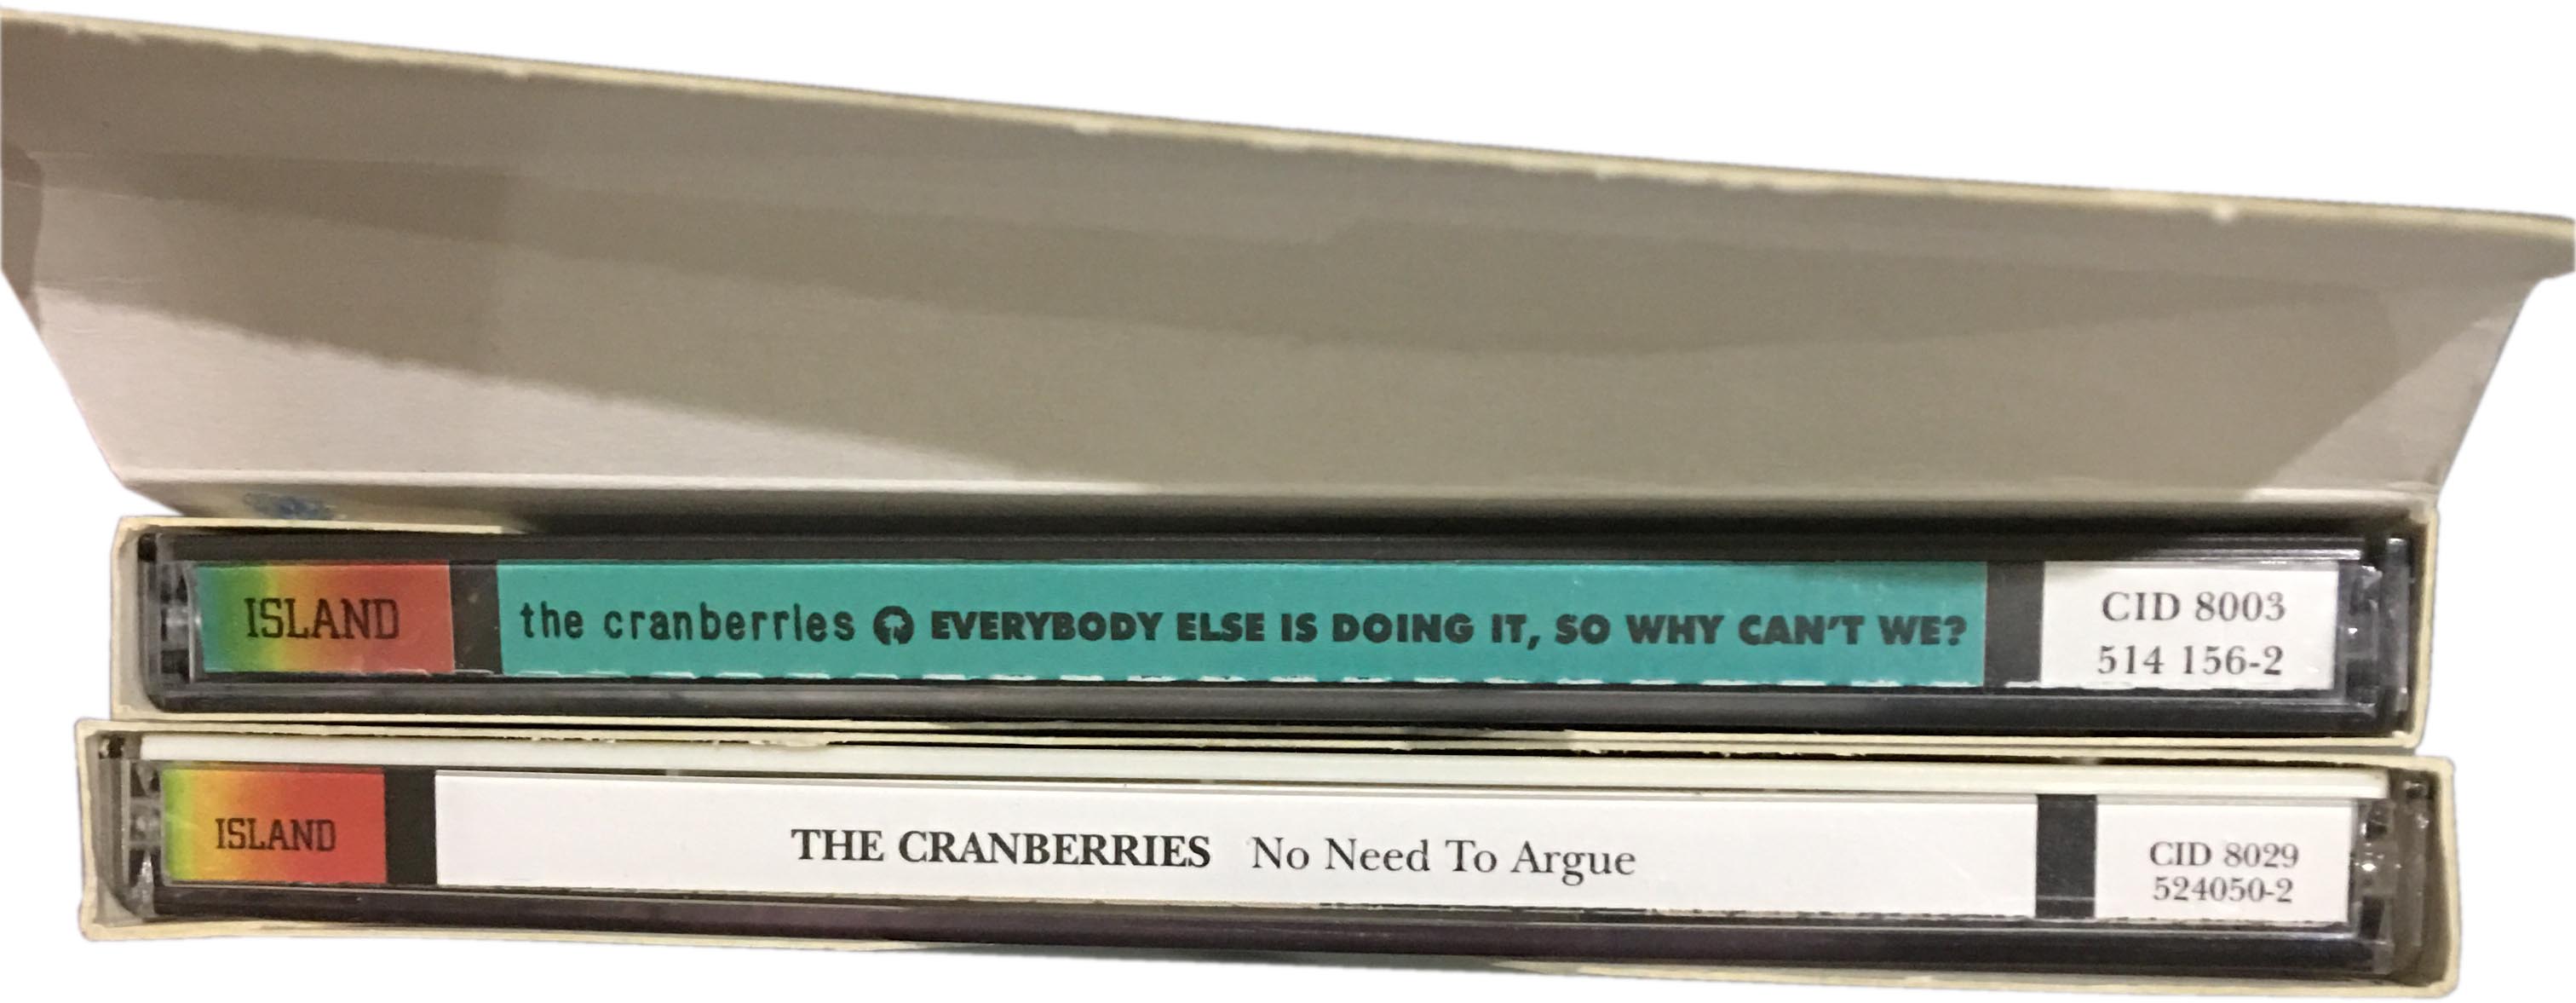 ISLAND
the cranberries EVERYBODY ELSE IS DOING IT, SO WHY CAN'T WE?
CID 8003
514 156-2
ISLAND
THE CRANBERRIES No Need To Argue
CID 8029
524050-2